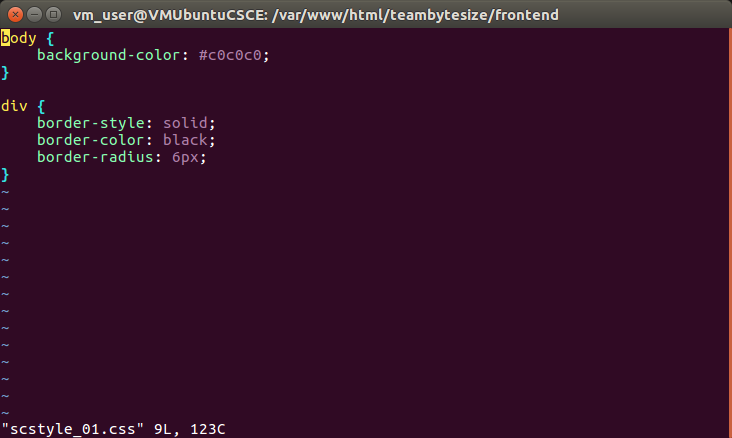 vm_user@VMUbuntuCSCE: /var/www/html/teambytesize/frontend
body {
    background-color: #c0c0c0;
}

div {
    border-style: solid;
    border-color: black;
    border-radius: 6px;
}
~
~
~
~
~
~
~
~
~
~
~
~
~
~
"scstyle_01.css" 9L, 123C